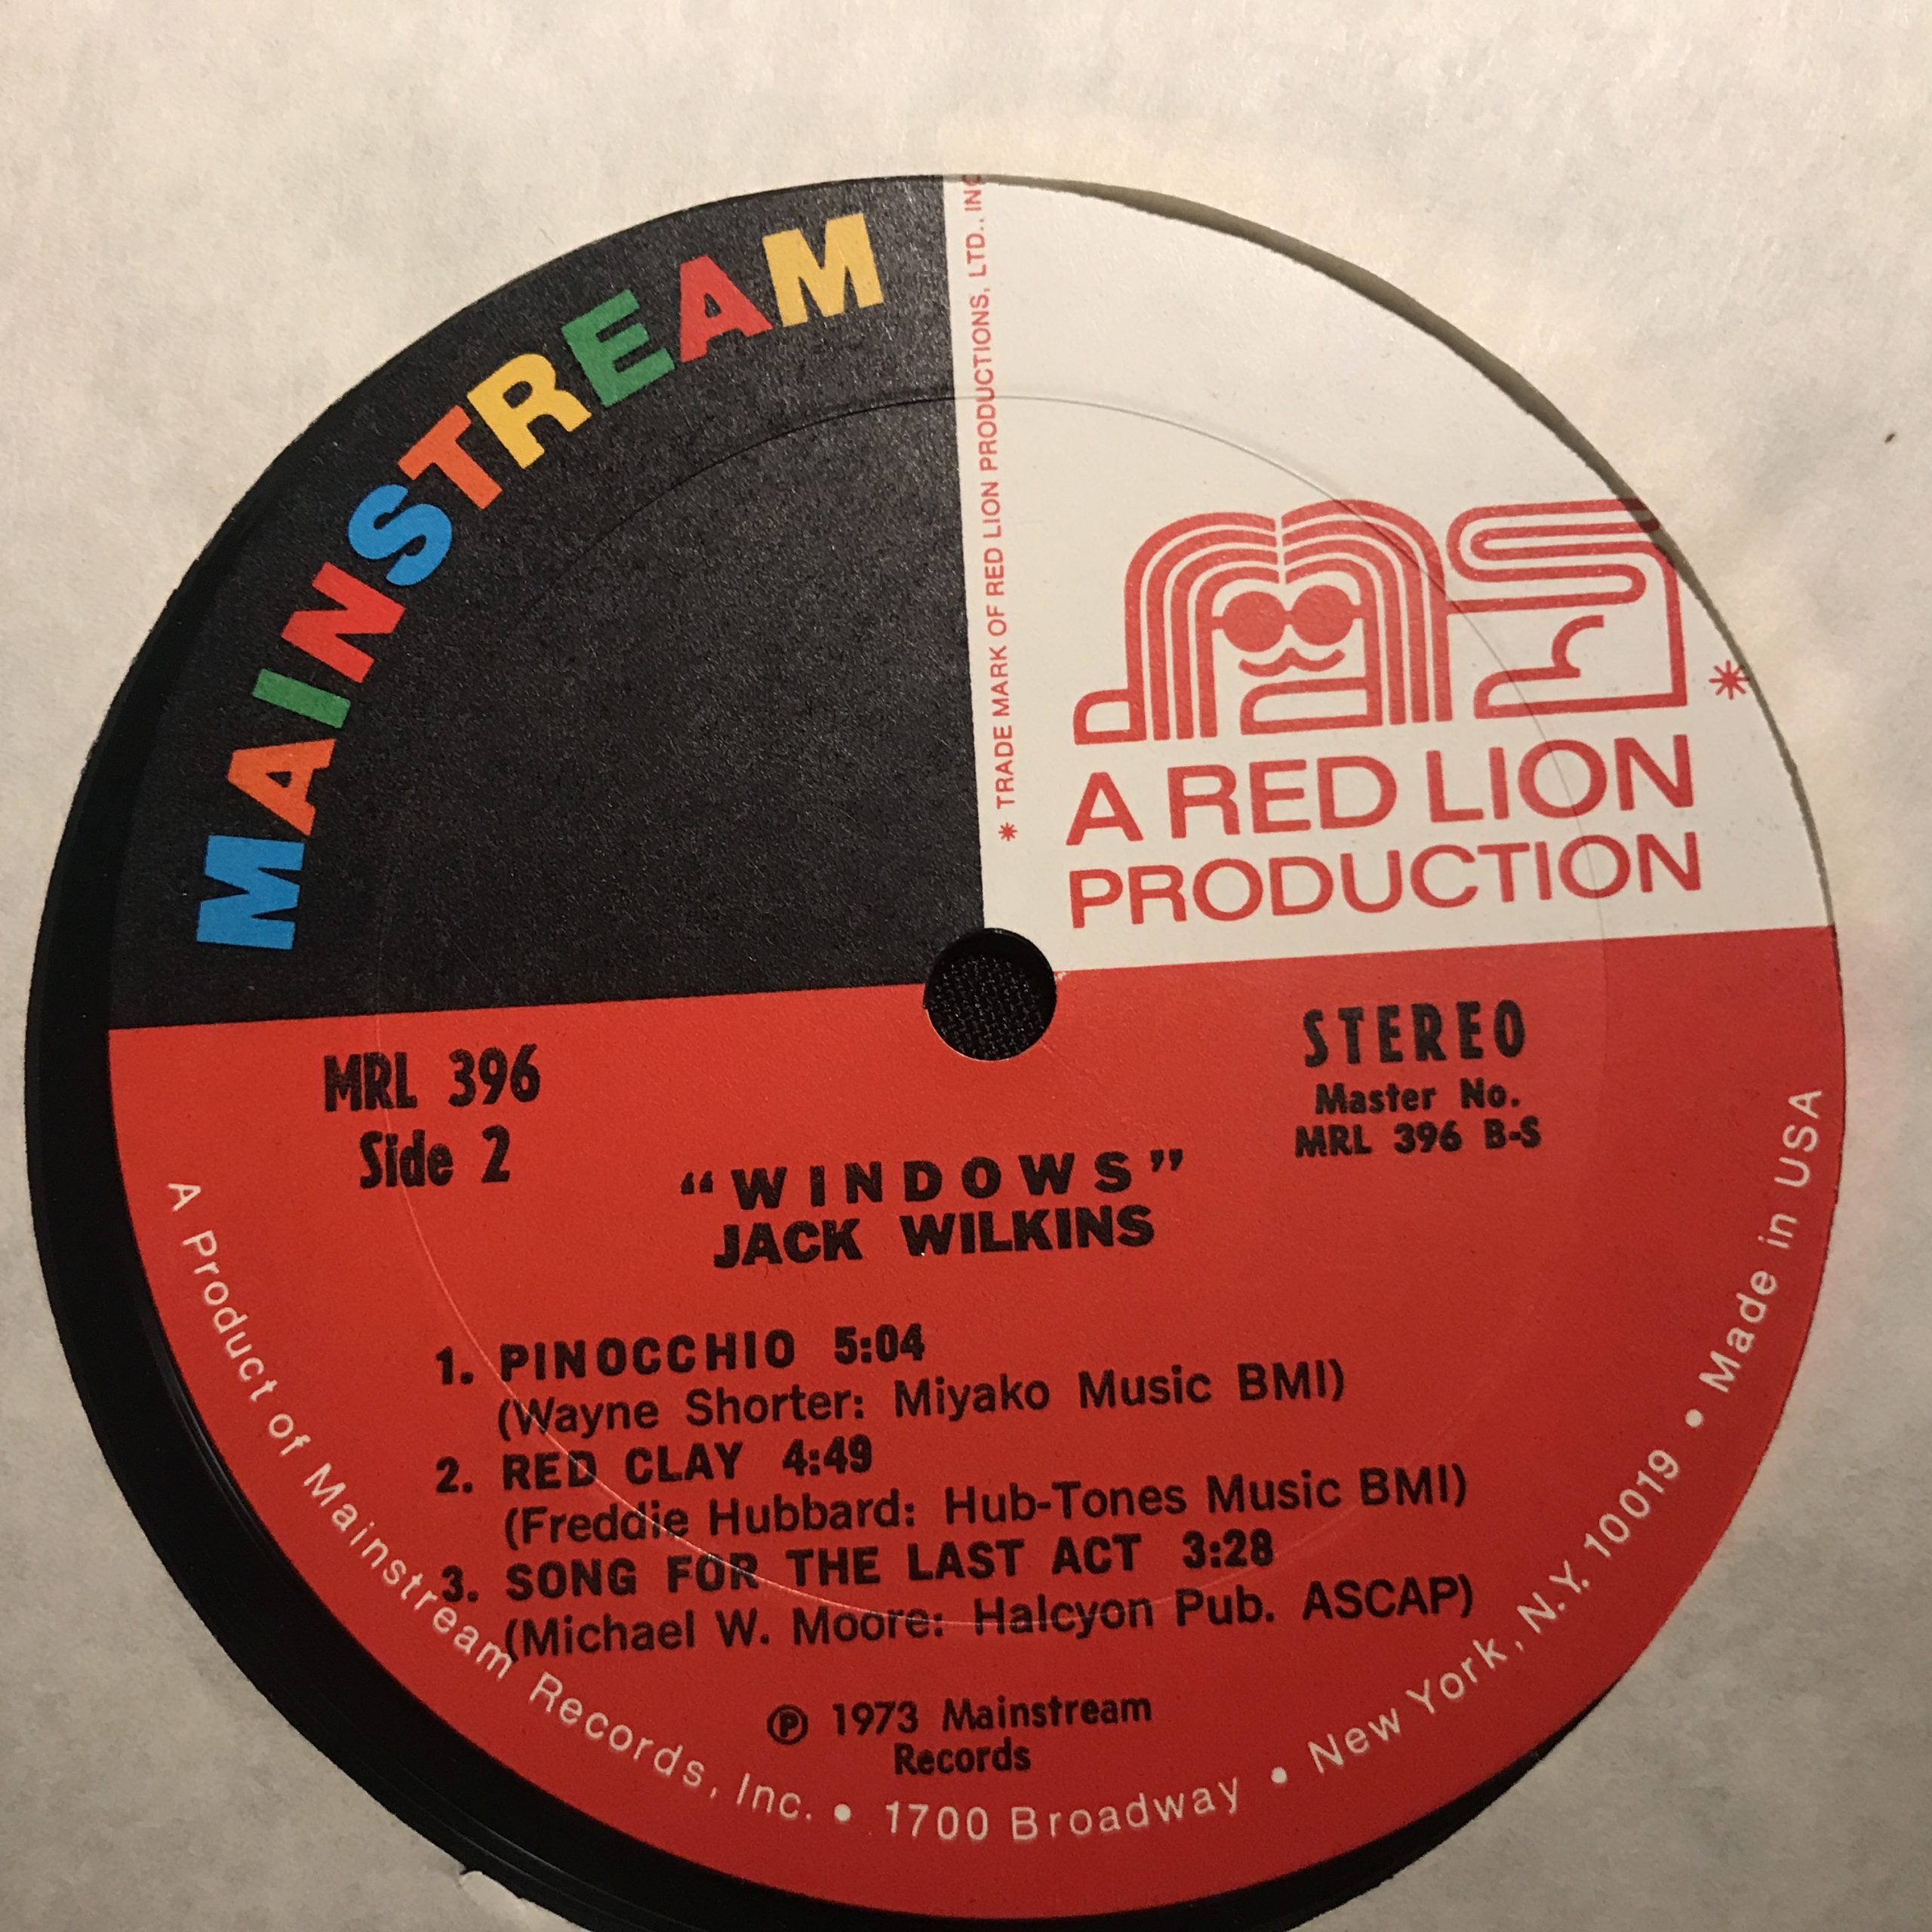 MAINSTREAM
* TRADE MARK OF RED LION PRODUCTIONS, LTD., INC
ms *
A RED LION
PRODUCTION
MRL 396
Side 2
STEREO
Master No.
MRL 396 B-S
“WINDOWS”
JACK WILKINS
1. PINOCCHIO 5:04
(Wayne Shorter: Miyako Music BMI)
2. RED CLAY 4:49
(Freddie Hubbard: Hub-Tones Music BMI)
3. SONG FOR THE LAST ACT 3:28
(Michael W. Moore: Halcyon Pub. ASCAP)
℗ 1973 Mainstream
Records
A Product of Mainstream Records, Inc. • 1700 Broadway • New York, N.Y. 10019 • Made in USA